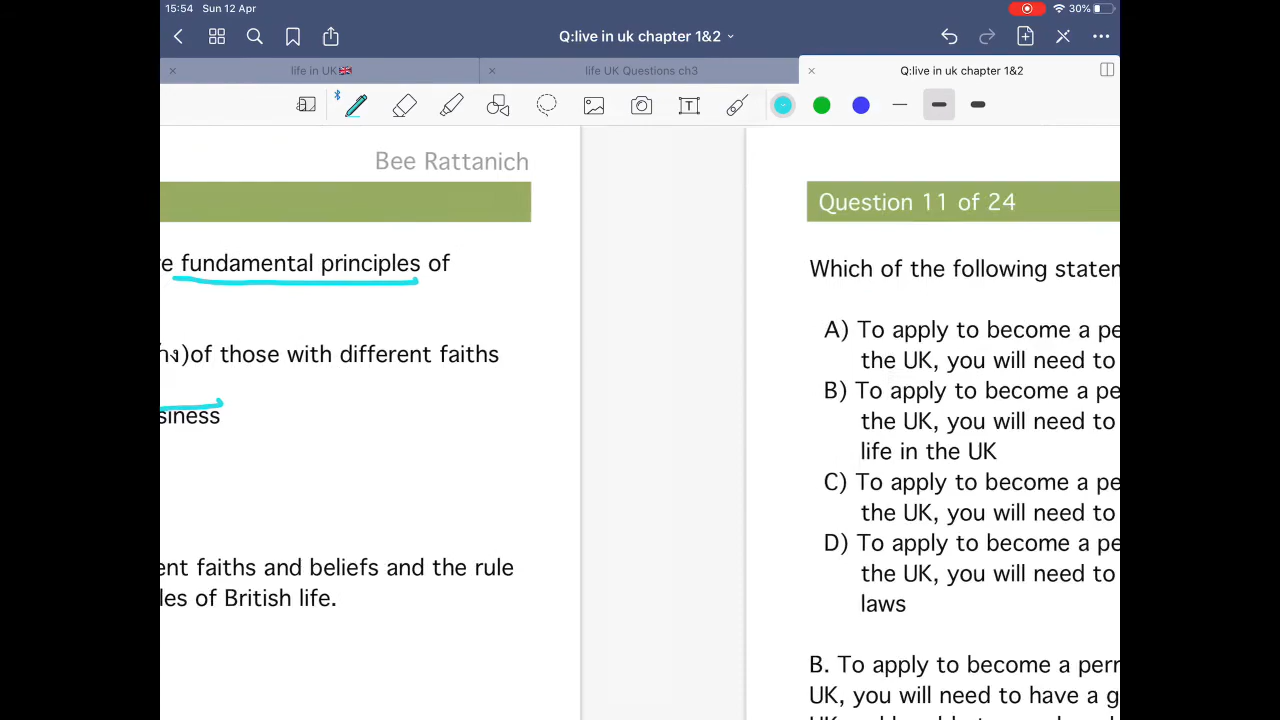 15:54 Sun 12 Apr
30%
Q:live in uk chapter 1&2
life in UK🇬🇧
life UK Questions ch3
Q:live in uk chapter 1&2
T
Bee Rattanich
fundamental principles of
of those with different faiths
siness
ent faiths and beliefs and the rule
les of British life.
Question 11 of 24
Which of the following statem
A) To apply to become a pe
the UK, you will need to
B) To apply to become a pe
the UK, you will need to
life in the UK
C) To apply to become a pe
the UK, you will need to
D) To apply to become a pe
the UK, you will need to
laws
B. To apply to become a perr
UK, you will need to have a g